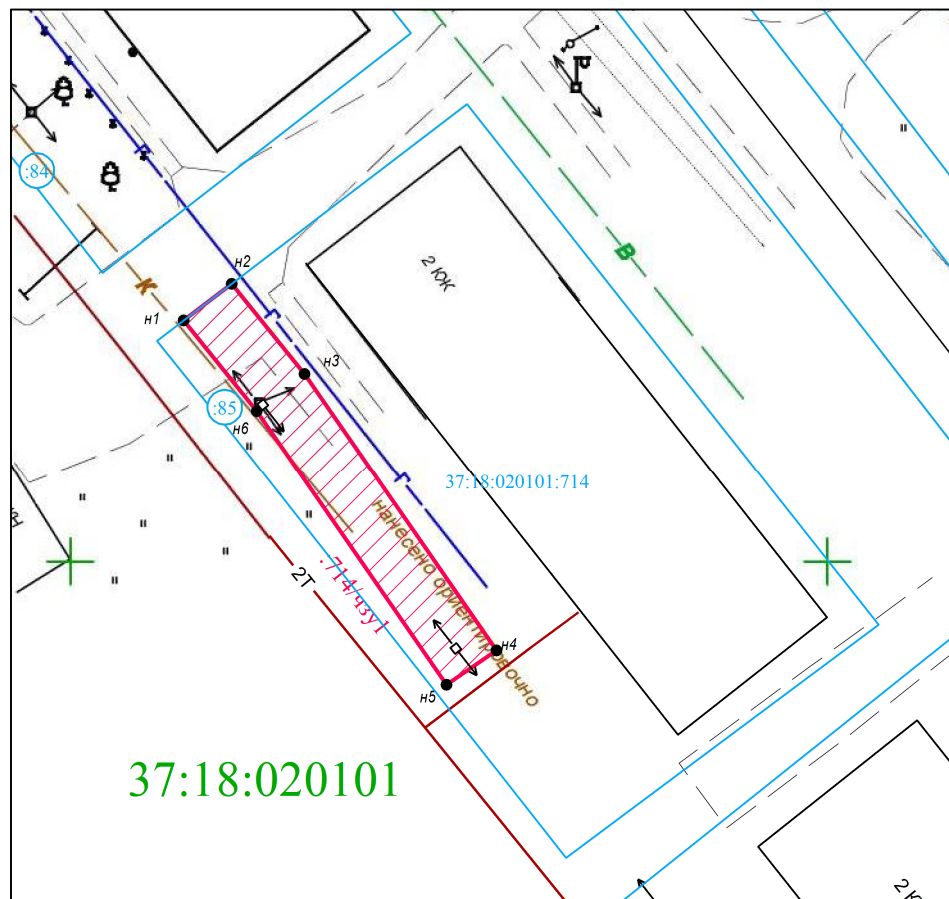 :84
К
В
2 КЖ
н2
н1
н3
Г
:85
н6
37:18:020101:714
Г
нанесено ориентировочно
2Т
:714/чзу1
н4
н5
37:18:020101